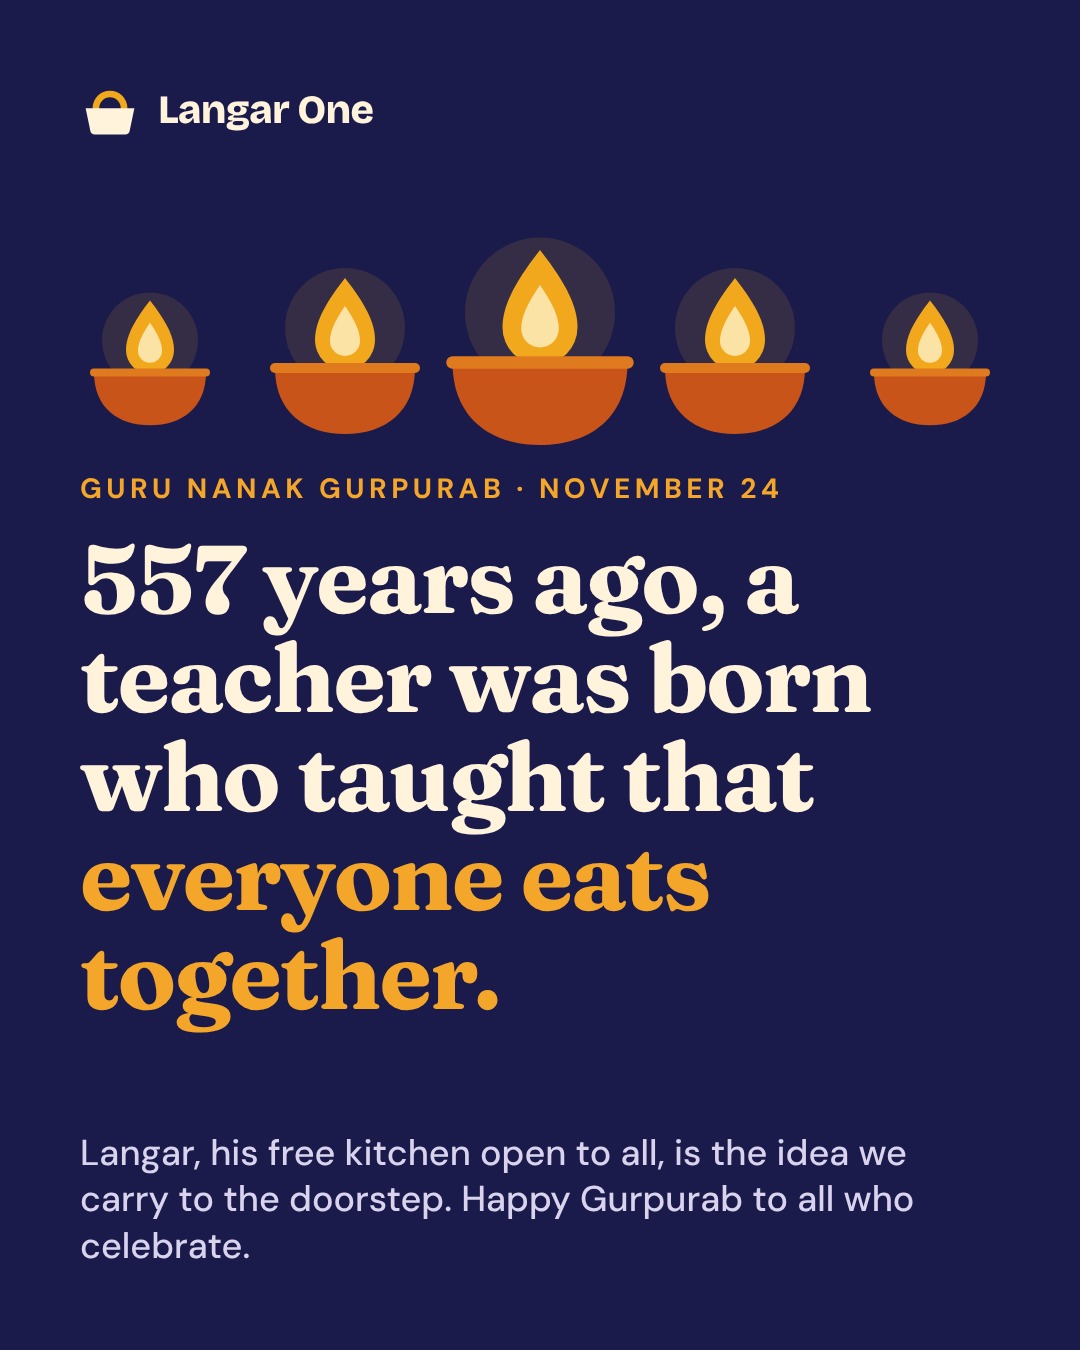 Langar One
GURU NANAK GURPURAB · NOVEMBER 24
557 years ago, a
teacher was born
who taught that
everyone eats
together.
Langar, his free kitchen open to all, is the idea we
carry to the doorstep. Happy Gurpurab to all who
celebrate.